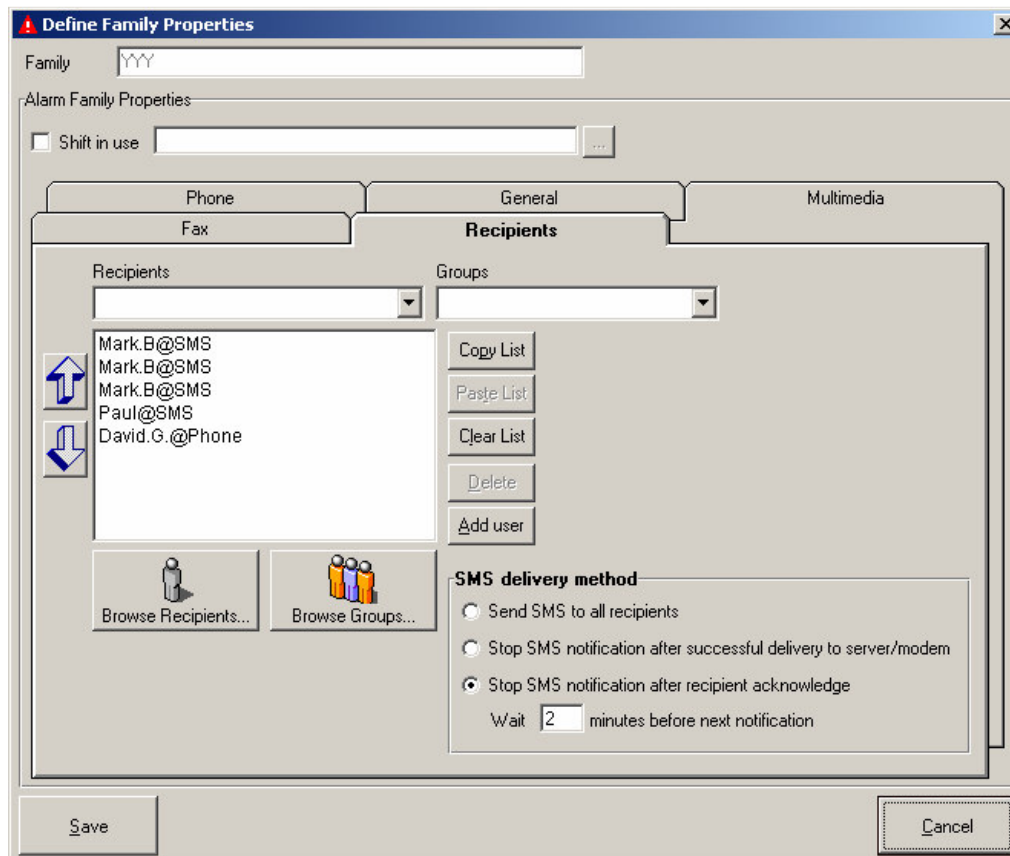 Define Family Properties
Family YYY
Alarm Family Properties
Shift in use ...
Phone General Multimedia
Fax Recipients
Recipients Groups
Mark.B@SMS
Mark.B@SMS
Mark.B@SMS
Paul@SMS
David.G.@Phone
Copy List
Paste List
Clear List
Delete
Add user
Browse Recipients... Browse Groups...
SMS delivery method
Send SMS to all recipients
Stop SMS notification after successful delivery to server/modem
Stop SMS notification after recipient acknowledge
Wait 2 minutes before next notification
Save Cancel